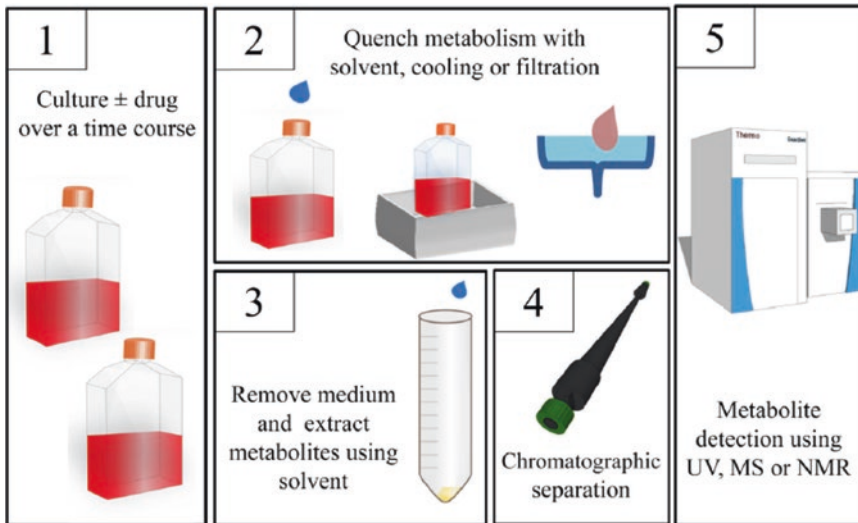 1
Culture ± drug
over a time course
2
Quench metabolism with
solvent, cooling or filtration
3
Remove medium
and extract
metabolites using
solvent
4
Chromatographic
separation
5
Thermo
Metabolite
detection using
UV, MS or NMR